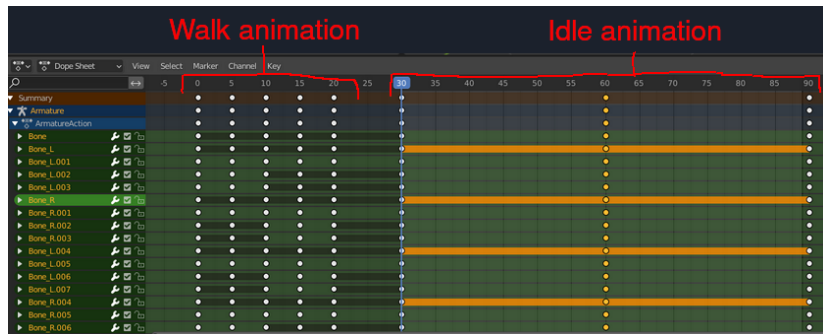 Walk animation Idle animation
Dope Sheet View Select Marker Channel Key
-5 0 5 10 15 20 25 30 35 40 45 50 55 60 65 70 75 80 85 90
Summary
Armature
ArmatureAction
Bone
Bone_L
Bone_L.001
Bone_L.002
Bone_L.003
Bone_R
Bone_R.001
Bone_R.002
Bone_R.003
Bone_L.004
Bone_L.005
Bone_L.006
Bone_L.007
Bone_R.004
Bone_R.005
Bone_R.006